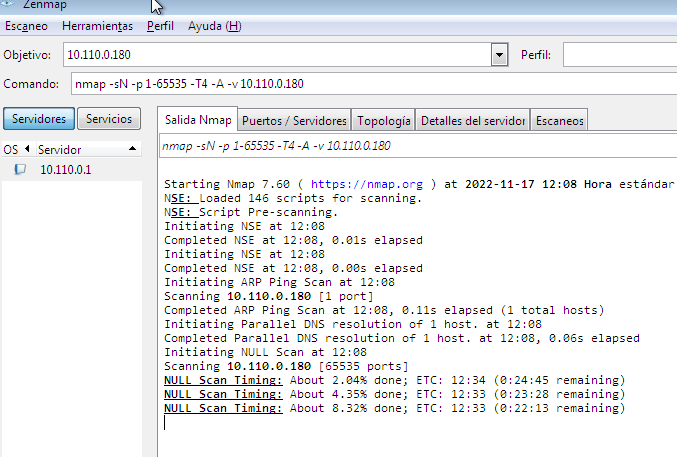 Zenmap
Escaneo Herramientas Perfil Ayuda (H)
Objetivo: 10.110.0.180 Perfil:
Comando: nmap -sN -p 1-65535 -T4 -A -v 10.110.0.180
Servidores Servicios Salida Nmap Puertos / Servidores Topología Detalles del servidor Escaneos
OS Servidor
nmap -sN -p 1-65535 -T4 -A -v 10.110.0.180
10.110.0.1
Starting Nmap 7.60 ( https://nmap.org ) at 2022-11-17 12:08 Hora estándar
NSE: Loaded 146 scripts for scanning.
NSE: Script Pre-scanning.
Initiating NSE at 12:08
Completed NSE at 12:08, 0.01s elapsed
Initiating NSE at 12:08
Completed NSE at 12:08, 0.00s elapsed
Initiating ARP Ping Scan at 12:08
Scanning 10.110.0.180 [1 port]
Completed ARP Ping Scan at 12:08, 0.11s elapsed (1 total hosts)
Initiating Parallel DNS resolution of 1 host. at 12:08
Completed Parallel DNS resolution of 1 host. at 12:08, 0.06s elapsed
Initiating NULL Scan at 12:08
Scanning 10.110.0.180 [65535 ports]
NULL Scan Timing: About 2.04% done; ETC: 12:34 (0:24:45 remaining)
NULL Scan Timing: About 4.35% done; ETC: 12:33 (0:23:28 remaining)
NULL Scan Timing: About 8.32% done; ETC: 12:33 (0:22:13 remaining)